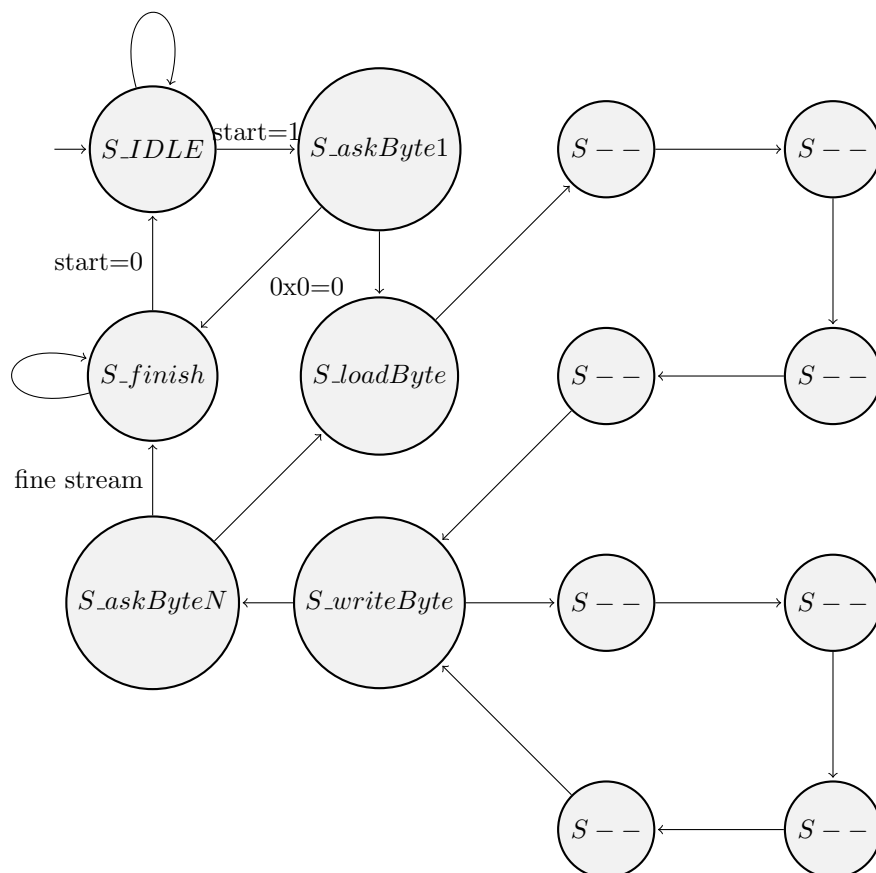 S_IDLE
start=1
S_askByte1
S - -
S - -
start=0
0x0=0
S_finish
S_loadByte
S - -
S - -
fine stream
S_askByteN
S_writeByte
S - -
S - -
S - -
S - -